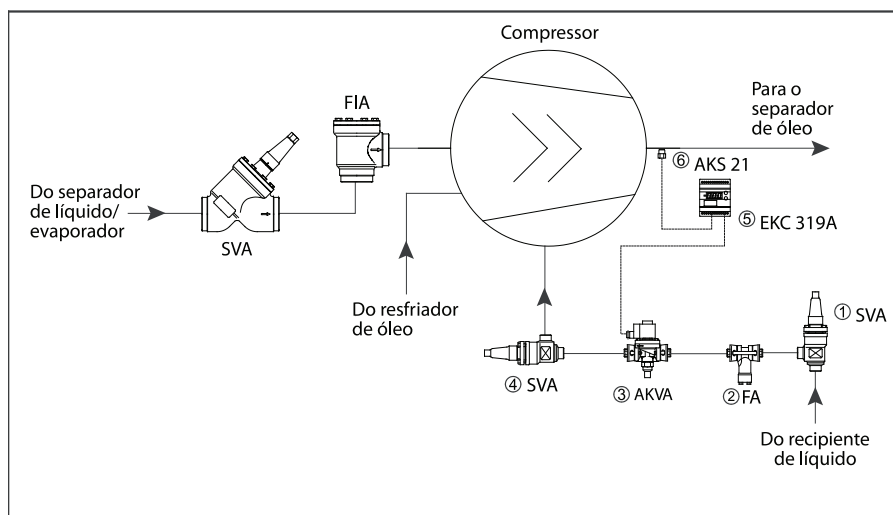 Compressor
FIA
Para o
separador
de óleo
⑥ AKS 21
⑤ EKC 319A
Do separador
de líquido/
evaporador
SVA
Do resfriador
de óleo
① SVA
④ SVA
③ AKVA
② FA
Do recipiente
de líquido